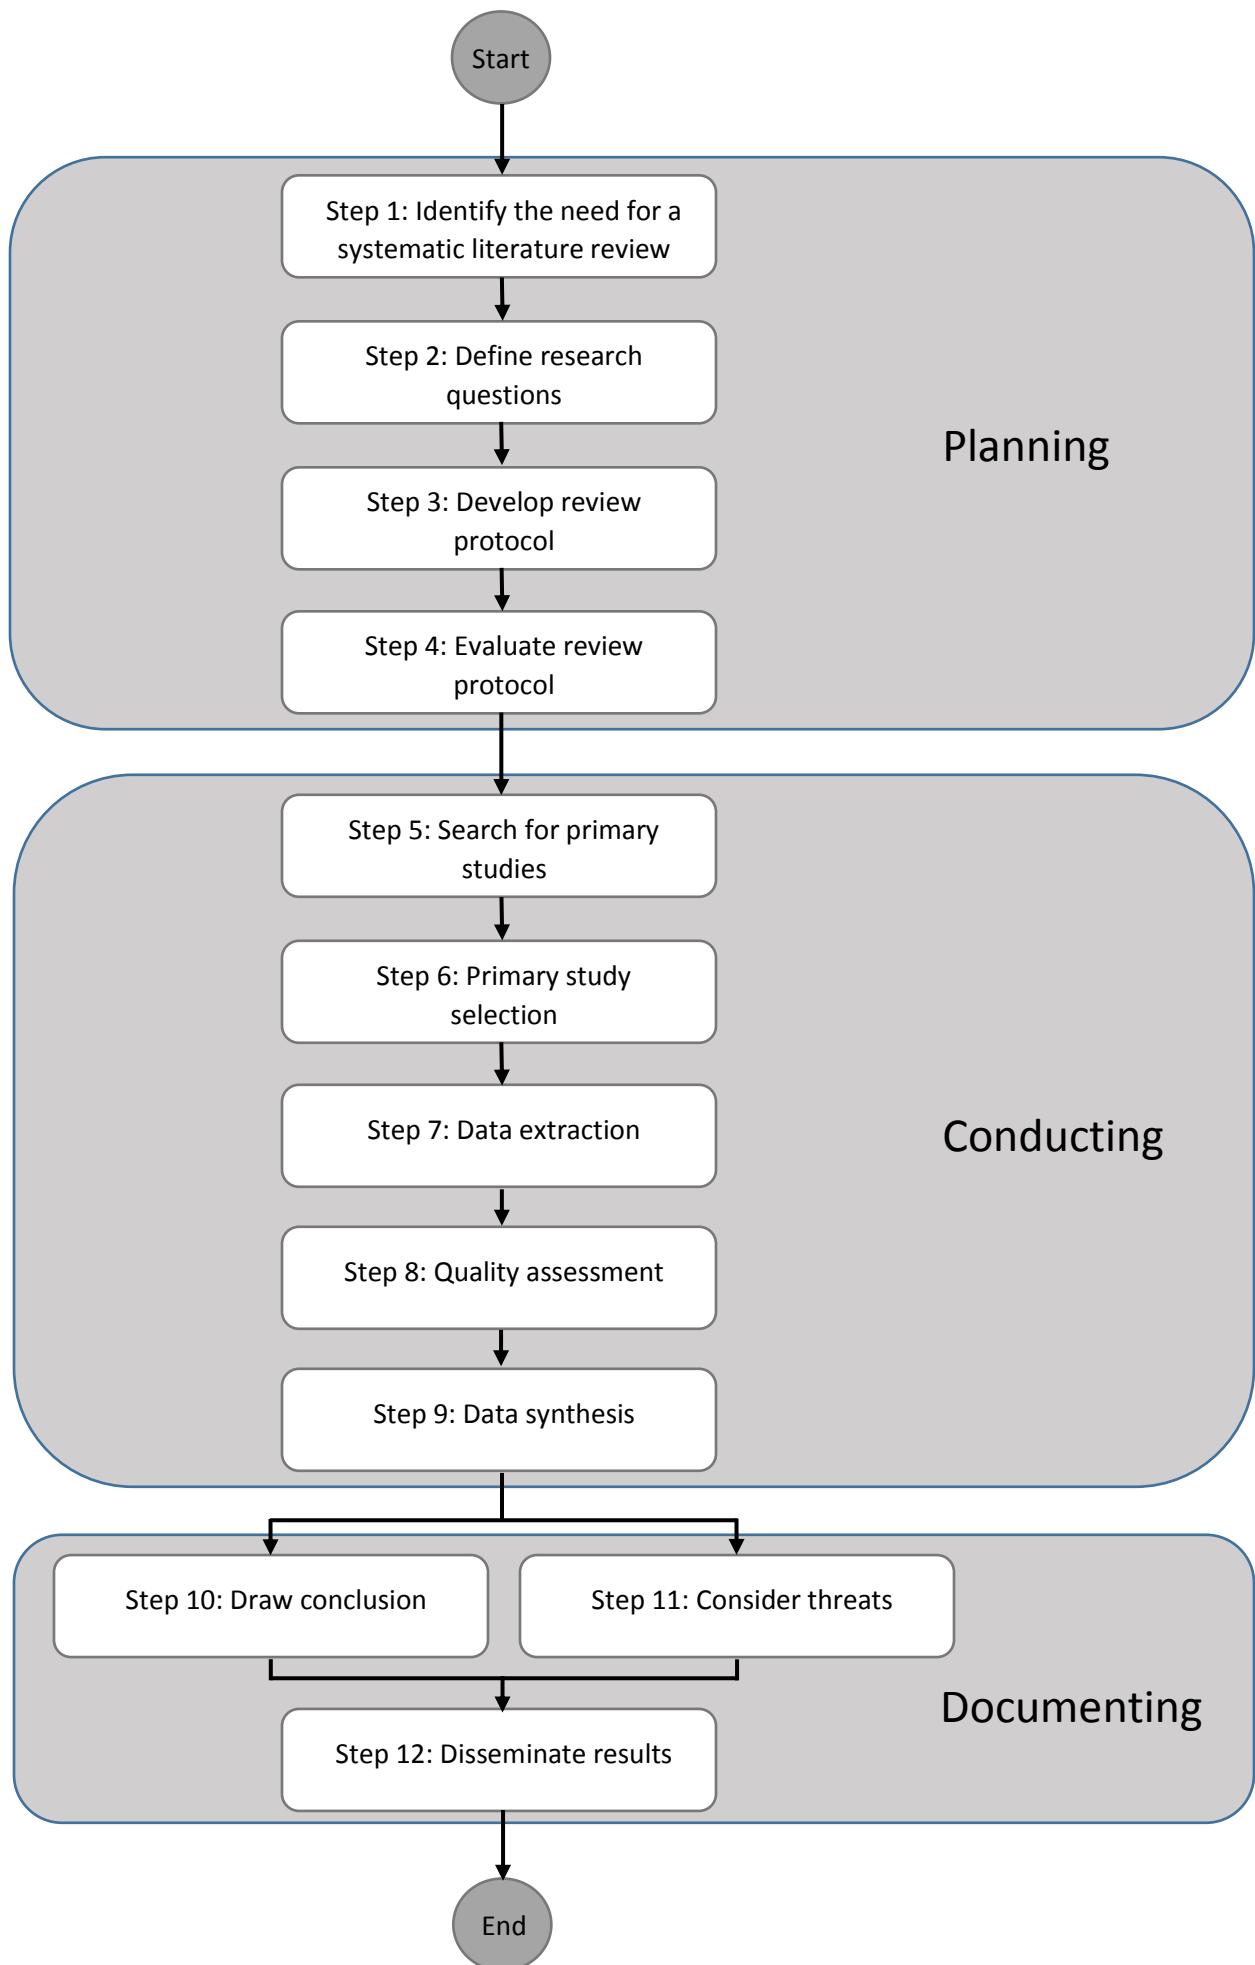 Start
Step 1: Identify the need for a
systematic literature review
Step 2: Define research
questions
Planning
Step 3: Develop review
protocol
Step 4: Evaluate review
protocol
Step 5: Search for primary
studies
Step 6: Primary study
selection
Step 7: Data extraction
Conducting
Step 8: Quality assessment
Step 9: Data synthesis
Step 10: Draw conclusion
Step 11: Consider threats
Documenting
Step 12: Disseminate results
End